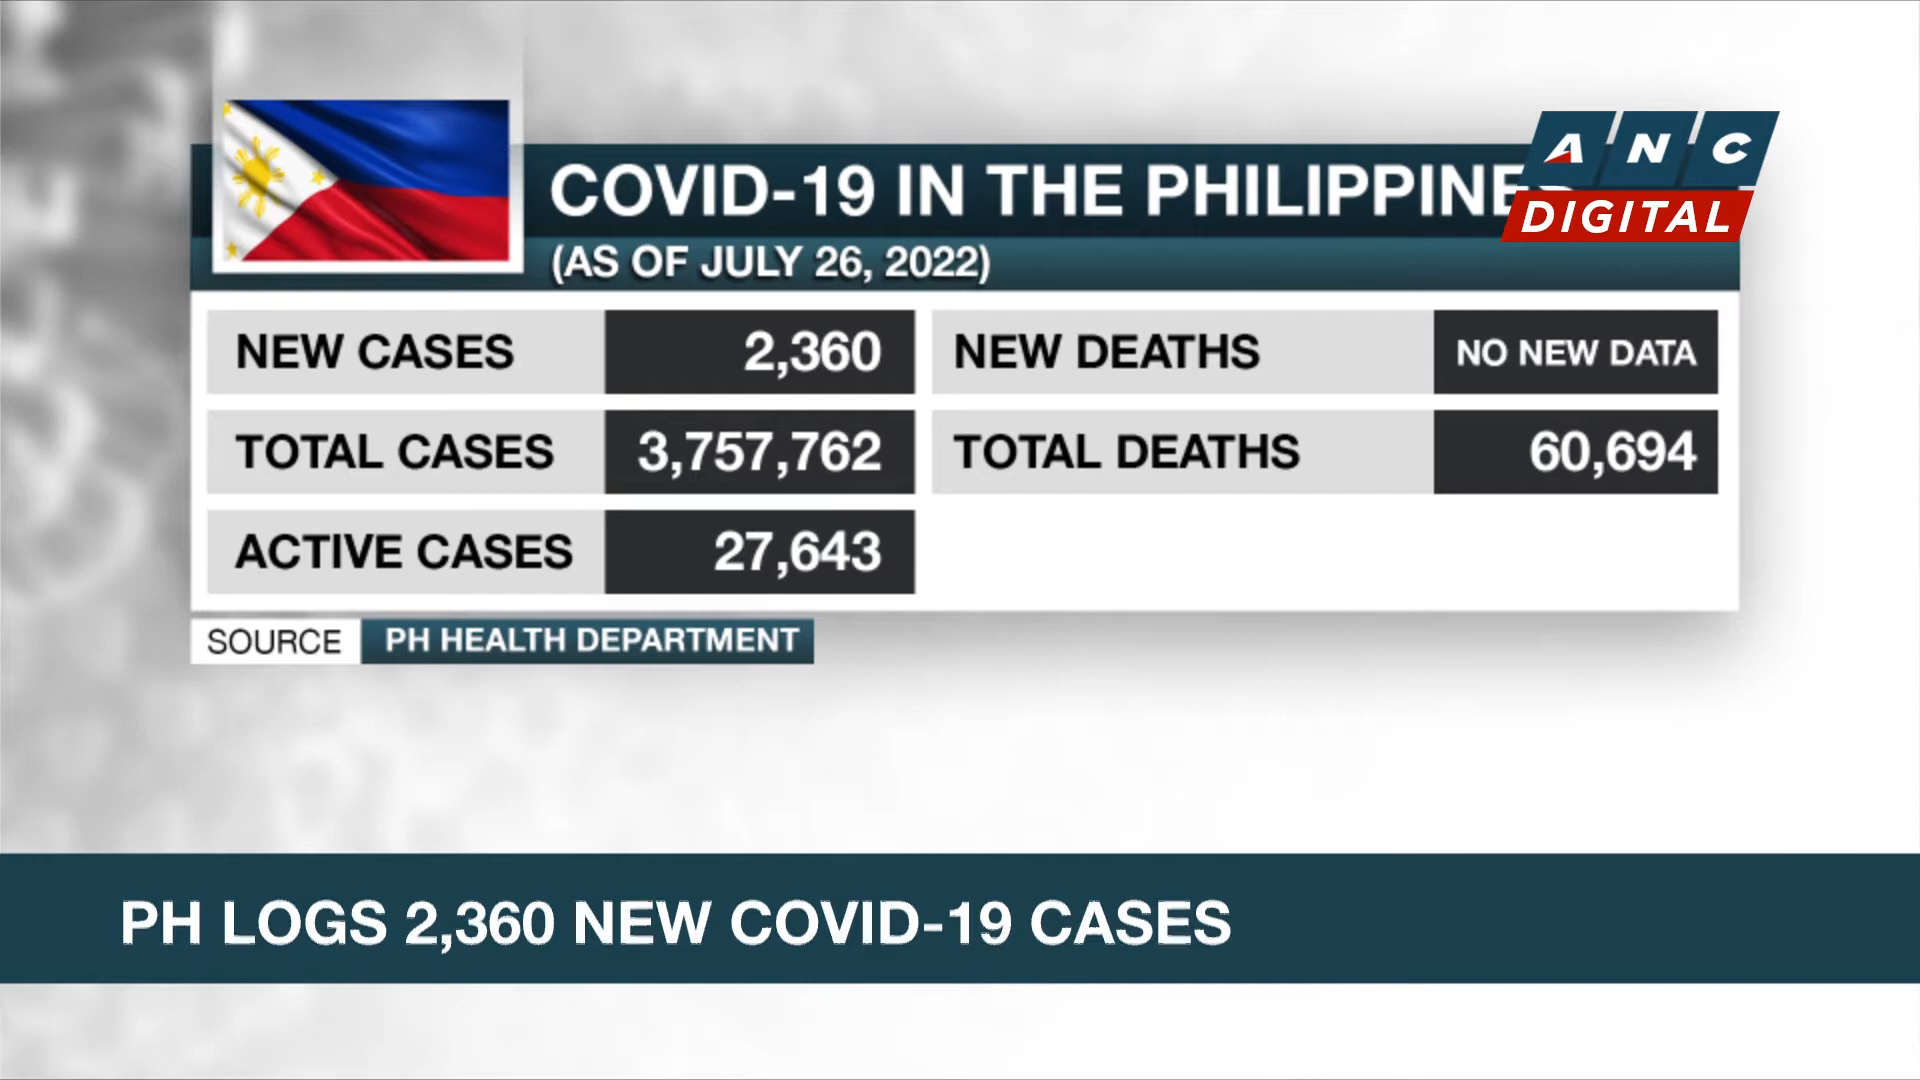 COVID-19 IN THE PHILIPPINES
(AS OF JULY 26, 2022)
ANC
DIGITAL
NEW CASES 2,360
NEW DEATHS NO NEW DATA
TOTAL CASES 3,757,762
TOTAL DEATHS 60,694
ACTIVE CASES 27,643
SOURCE PH HEALTH DEPARTMENT
PH LOGS 2,360 NEW COVID-19 CASES